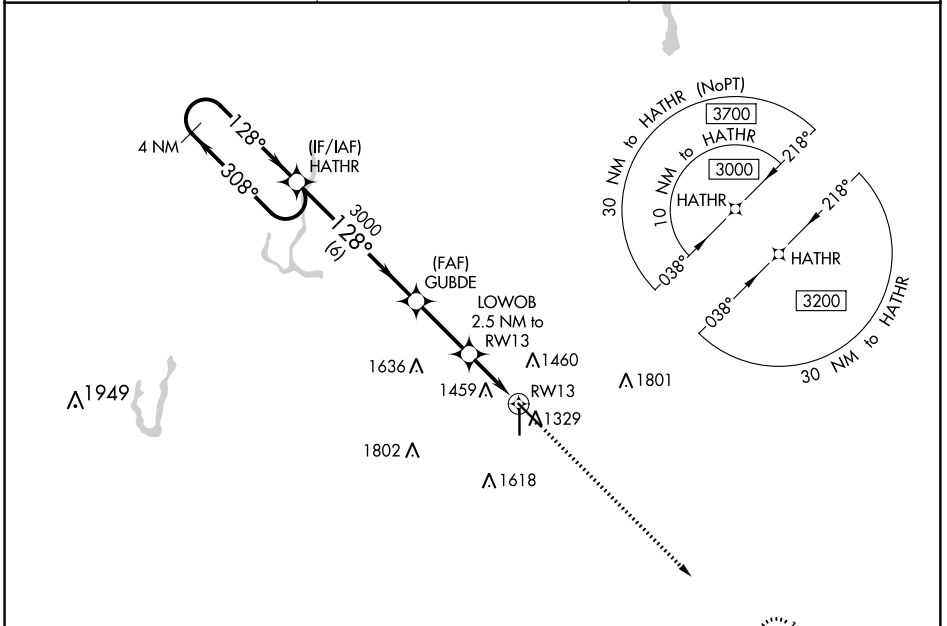 30 NM to HATHR (NoPT)
3700
10 NM to HATHR
3000
HATHR
218°
038°
218°
HATHR
3200
038°
30 NM to HATHR
128°
4 NM
308°
(IF/IAF)
HATHR
3000
128°
(6)
(FAF)
GUBDE
LOWOB
2.5 NM to
RW13
1636
1460
1459
RW13
1801
1949
1329
1802
1618